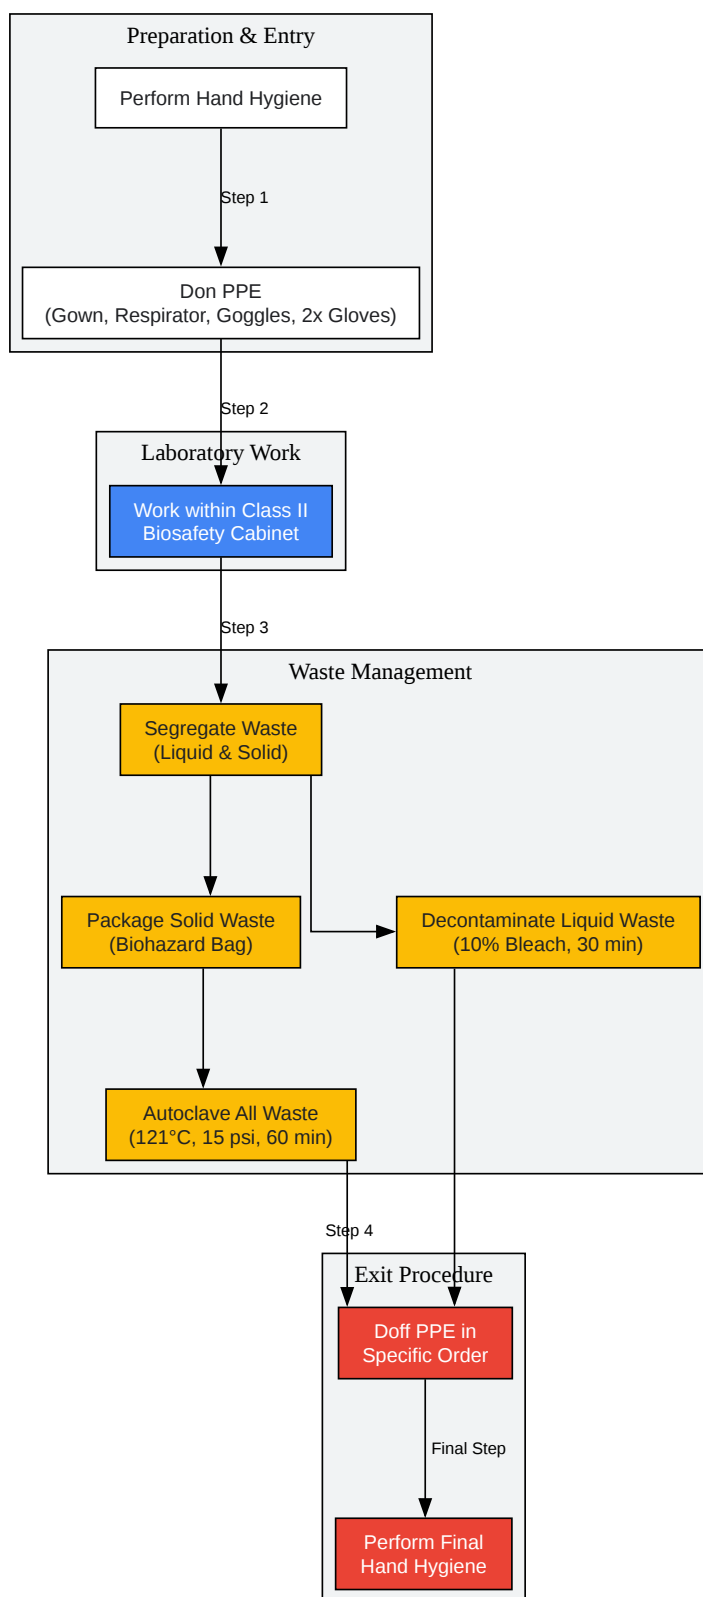 Preparation & Entry
Perform Hand Hygiene
Step 1
Don PPE
(Gown, Respirator, Goggles, 2x Gloves)
Step 2
Laboratory Work
Work within Class II
Biosafety Cabinet
Step 3
Waste Management
Segregate Waste
(Liquid & Solid)
Package Solid Waste
(Biohazard Bag)
Decontaminate Liquid Waste
(10% Bleach, 30 min)
Autoclave All Waste
(121°C, 15 psi, 60 min)
Step 4
Exit Procedure
Doff PPE in
Specific Order
Final Step
Perform Final
Hand Hygiene